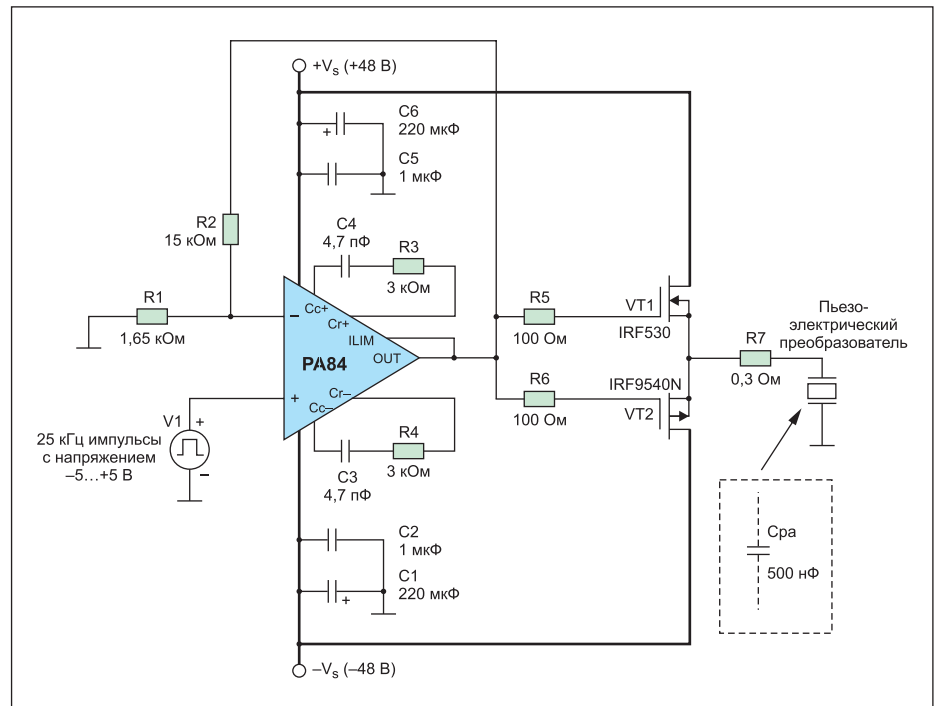 +Vs (+48 В)
C6
220 мкФ
+
C5
1 мкФ
R2
15 кОм
C4
4,7 пФ
R3
3 кОм
R1
1,65 кОм
–
Cc+
Cr+
ILIM
OUT
PA84
+
Cr–
Cc–
R5
100 Ом
R6
100 Ом
VT1
IRF530
IRF9540N
VT2
R7
0,3 Ом
Пьезо-
электрический
преобразователь
V1
+
–
25 кГц импульсы
с напряжением
–5...+5 В
R4
3 кОм
C3
4,7 пФ
C2
1 мкФ
C1
220 мкФ
+
Cpa
500 нФ
–Vs (–48 В)